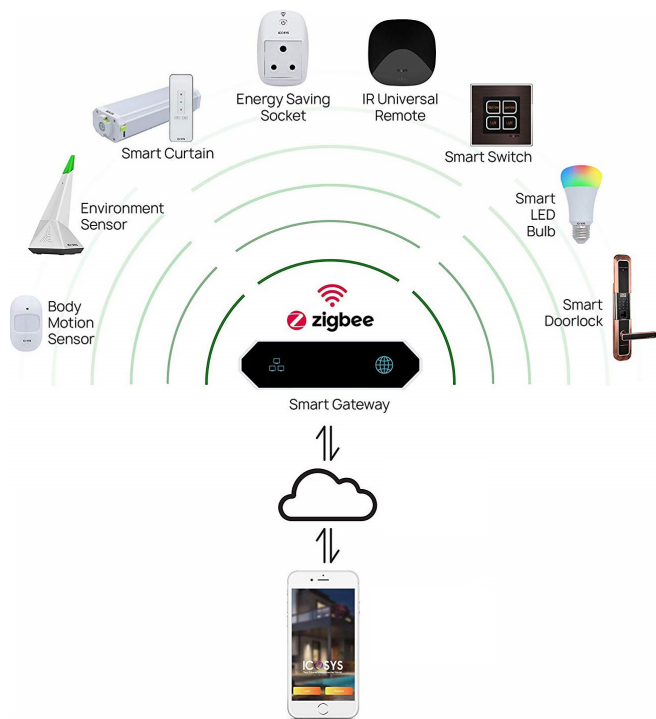 Energy Saving
Socket
IR Universal
Remote
Smart Curtain
Smart Switch
Environment
Sensor
Smart
LED
Bulb
Body
Motion
Sensor
Smart
Doorlock
zigbee
Smart Gateway
ICOSYS